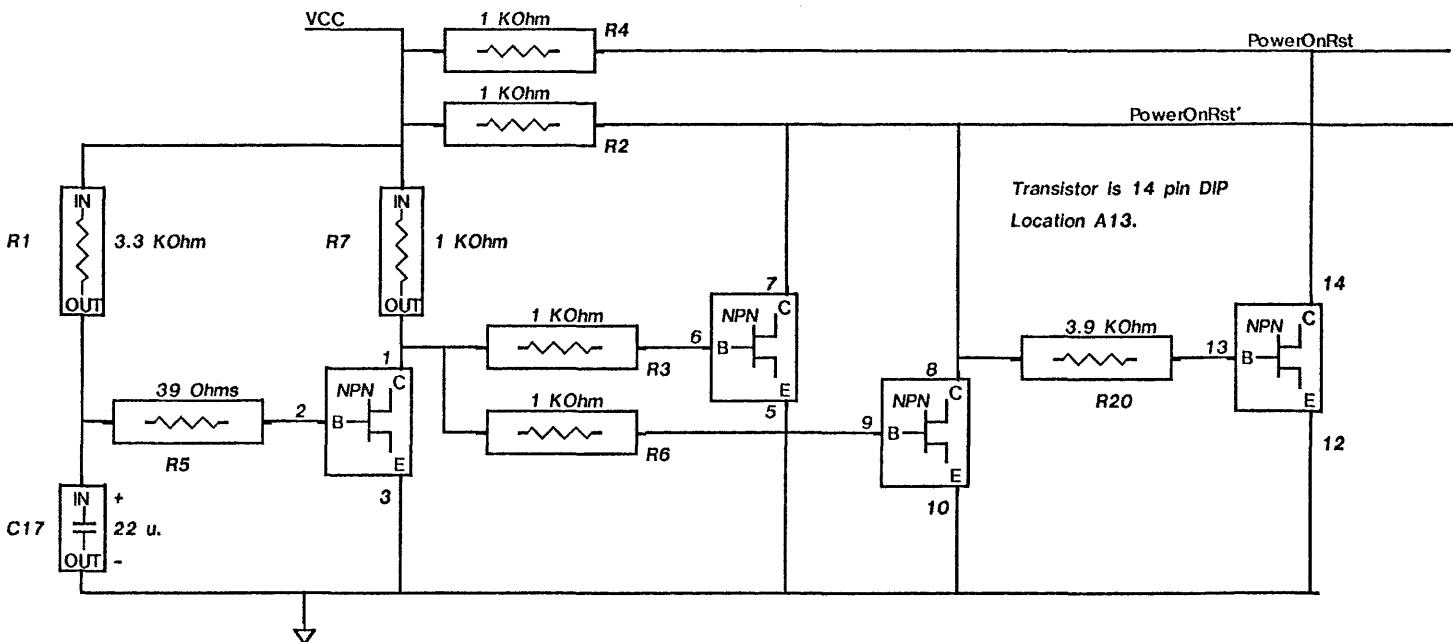 VCC
1 KOhm
R4
PowerOnRst
1 KOhm
R2
PowerOnRst'
Transistor is 14 pin DIP
Location A13.
IN
R1
3.3 KOhm
OUT
IN
R7
1 KOhm
OUT
1 KOhm
R3
1 KOhm
R6
39 Ohms
R5
2
1
NPN
C
B
E
3
6
7
NPN
C
B
E
5
9
8
NPN
C
B
E
10
3.9 KOhm
R20
13
14
NPN
C
B
E
12
C17
IN
+
22 u.
OUT
-